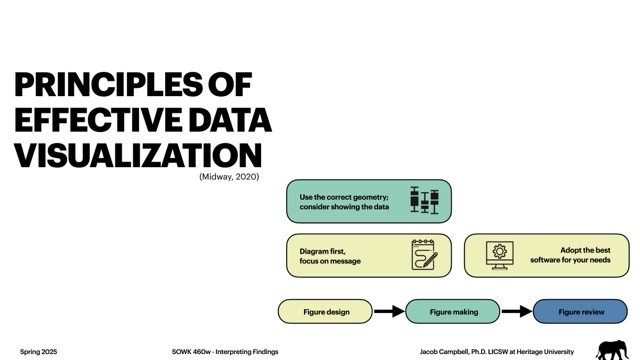 PRINCIPLES OF
EFFECTIVE DATA
VISUALIZATION
(Midway, 2020)
Use the correct geometry;
consider showing the data
Diagram first,
focus on message
Adopt the best
software for your needs
Figure design
Figure making
Figure review
Spring 2025
SOWK 460w - Interpreting Findings
Jacob Campbell, Ph.D. LICSW at Heritage University